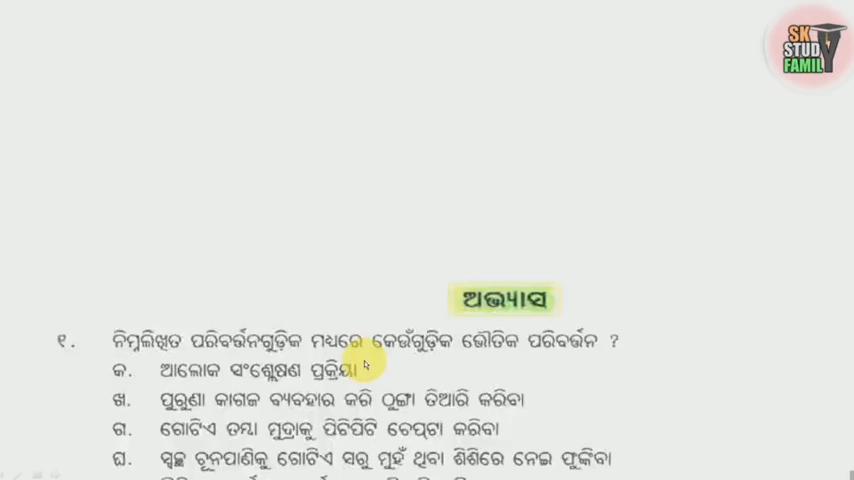 SK
STUDY
FAMILY
ଅଭ୍ୟାସ
୧. ନିମ୍ନଲିଖିତ ପରିବର୍ତ୍ତନଗୁଡ଼ିକ ମଧ୍ୟରେ କେଉଁଗୁଡ଼ିକ ଭୌତିକ ପରିବର୍ତ୍ତନ ?
କ. ଆଲୋକ ସଂଶ୍ଲେଷଣ ପ୍ରକ୍ରିୟା
ଖ. ପୁରୁଣା କାଗଜ ବ୍ୟବହାର କରି ଠୁଙ୍ଗା ତିଆରି କରିବା
ଗ. ଗୋଟିଏ ତମ୍ବା ମୁଦ୍ରାକୁ ପିଟିପିଟି ଚେପ୍‌ଟା କରିବା
ଘ. ସ୍ୱଚ୍ଛ ଚୂନପାଣିକୁ ଗୋଟିଏ ସରୁ ମୁହଁ ଥିବା ଶିଶିରେ ନେଇ ଫୁଙ୍କିବା